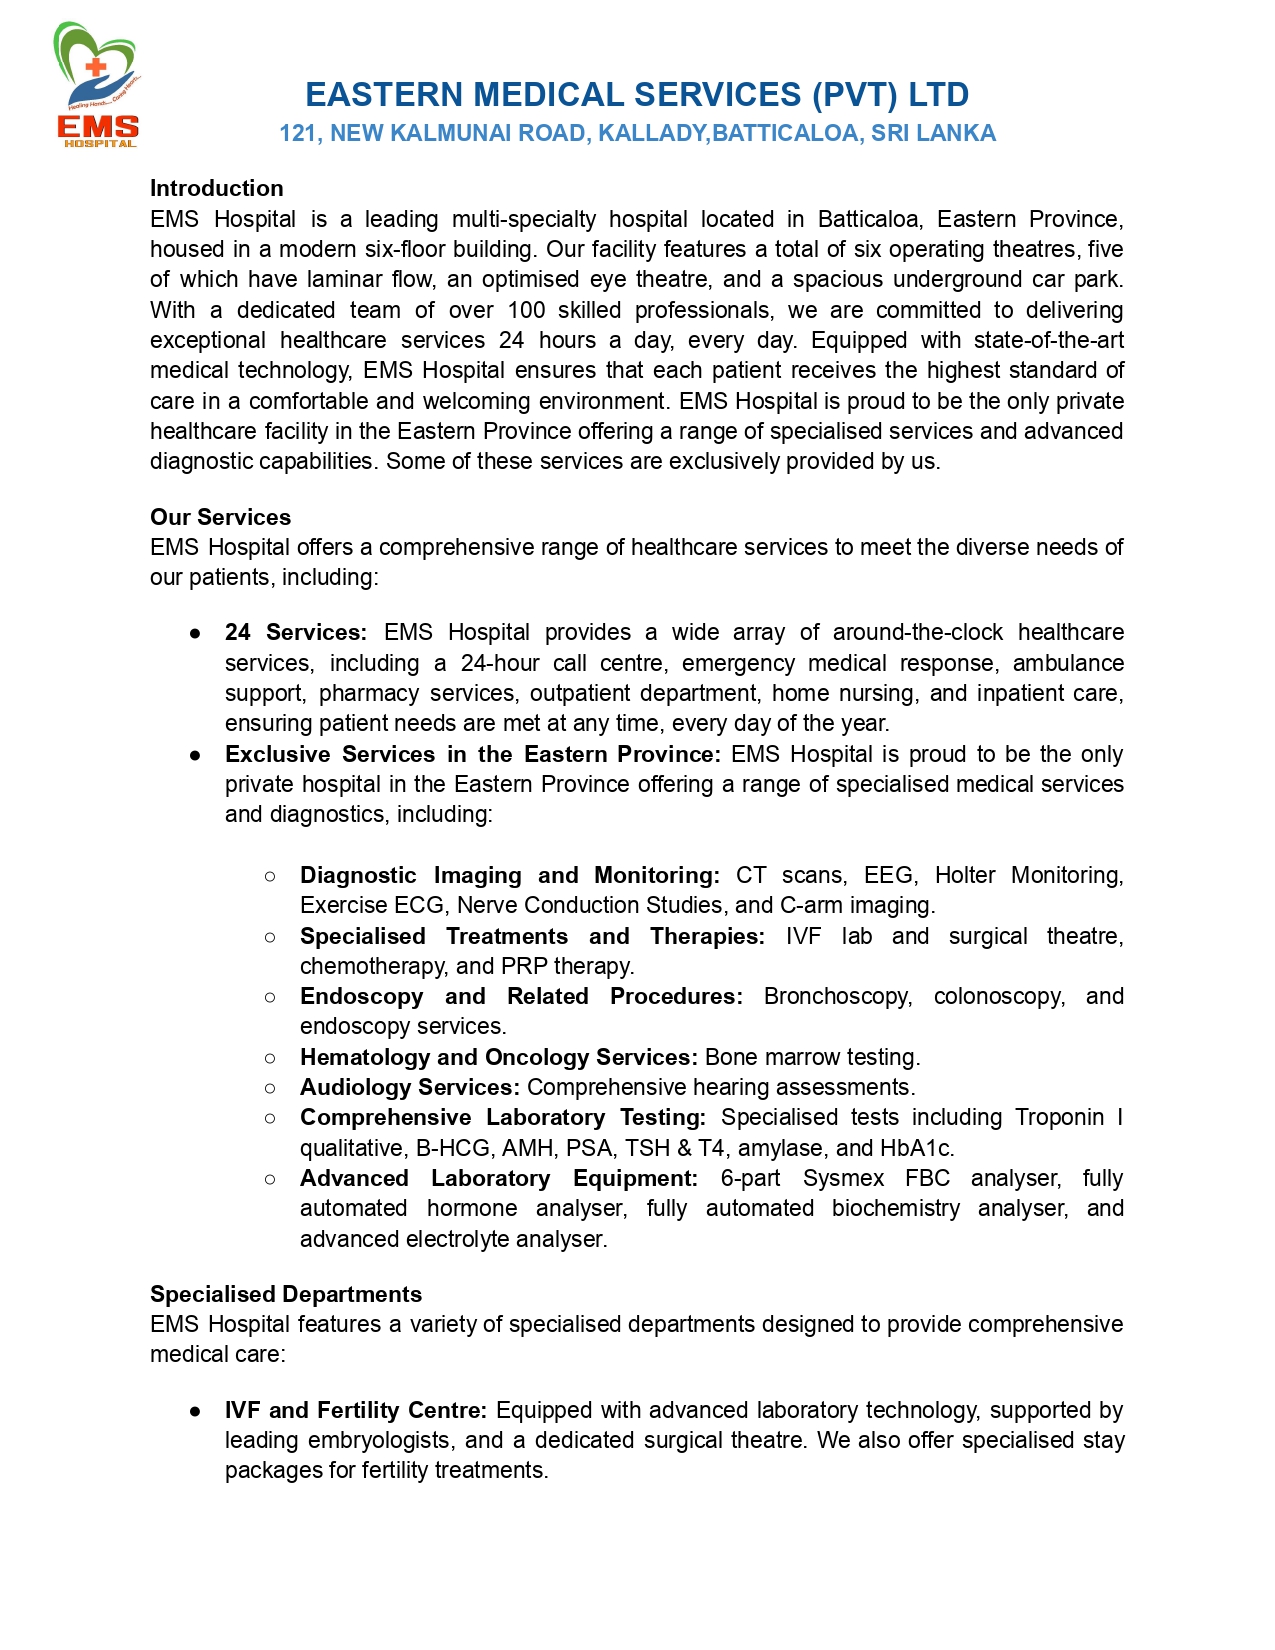 Healing Hands.... Caring Hearts...
EMS
HOSPITAL
EASTERN MEDICAL SERVICES (PVT) LTD
121, NEW KALMUNAI ROAD, KALLADY,BATTICALOA, SRI LANKA
Introduction
EMS Hospital is a leading multi-specialty hospital located in Batticaloa, Eastern Province,
housed in a modern six-floor building. Our facility features a total of six operating theatres, five
of which have laminar flow, an optimised eye theatre, and a spacious underground car park.
With a dedicated team of over 100 skilled professionals, we are committed to delivering
exceptional healthcare services 24 hours a day, every day. Equipped with state-of-the-art
medical technology, EMS Hospital ensures that each patient receives the highest standard of
care in a comfortable and welcoming environment. EMS Hospital is proud to be the only private
healthcare facility in the Eastern Province offering a range of specialised services and advanced
diagnostic capabilities. Some of these services are exclusively provided by us.
Our Services
EMS Hospital offers a comprehensive range of healthcare services to meet the diverse needs of
our patients, including:
● 24 Services: EMS Hospital provides a wide array of around-the-clock healthcare
services, including a 24-hour call centre, emergency medical response, ambulance
support, pharmacy services, outpatient department, home nursing, and inpatient care,
ensuring patient needs are met at any time, every day of the year.
● Exclusive Services in the Eastern Province: EMS Hospital is proud to be the only
private hospital in the Eastern Province offering a range of specialised medical services
and diagnostics, including:
○ Diagnostic Imaging and Monitoring: CT scans, EEG, Holter Monitoring,
Exercise ECG, Nerve Conduction Studies, and C-arm imaging.
○ Specialised Treatments and Therapies: IVF lab and surgical theatre,
chemotherapy, and PRP therapy.
○ Endoscopy and Related Procedures: Bronchoscopy, colonoscopy, and
endoscopy services.
○ Hematology and Oncology Services: Bone marrow testing.
○ Audiology Services: Comprehensive hearing assessments.
○ Comprehensive Laboratory Testing: Specialised tests including Troponin I
qualitative, B-HCG, AMH, PSA, TSH & T4, amylase, and HbA1c.
○ Advanced Laboratory Equipment: 6-part Sysmex FBC analyser, fully
automated hormone analyser, fully automated biochemistry analyser, and
advanced electrolyte analyser.
Specialised Departments
EMS Hospital features a variety of specialised departments designed to provide comprehensive
medical care:
● IVF and Fertility Centre: Equipped with advanced laboratory technology, supported by
leading embryologists, and a dedicated surgical theatre. We also offer specialised stay
packages for fertility treatments.